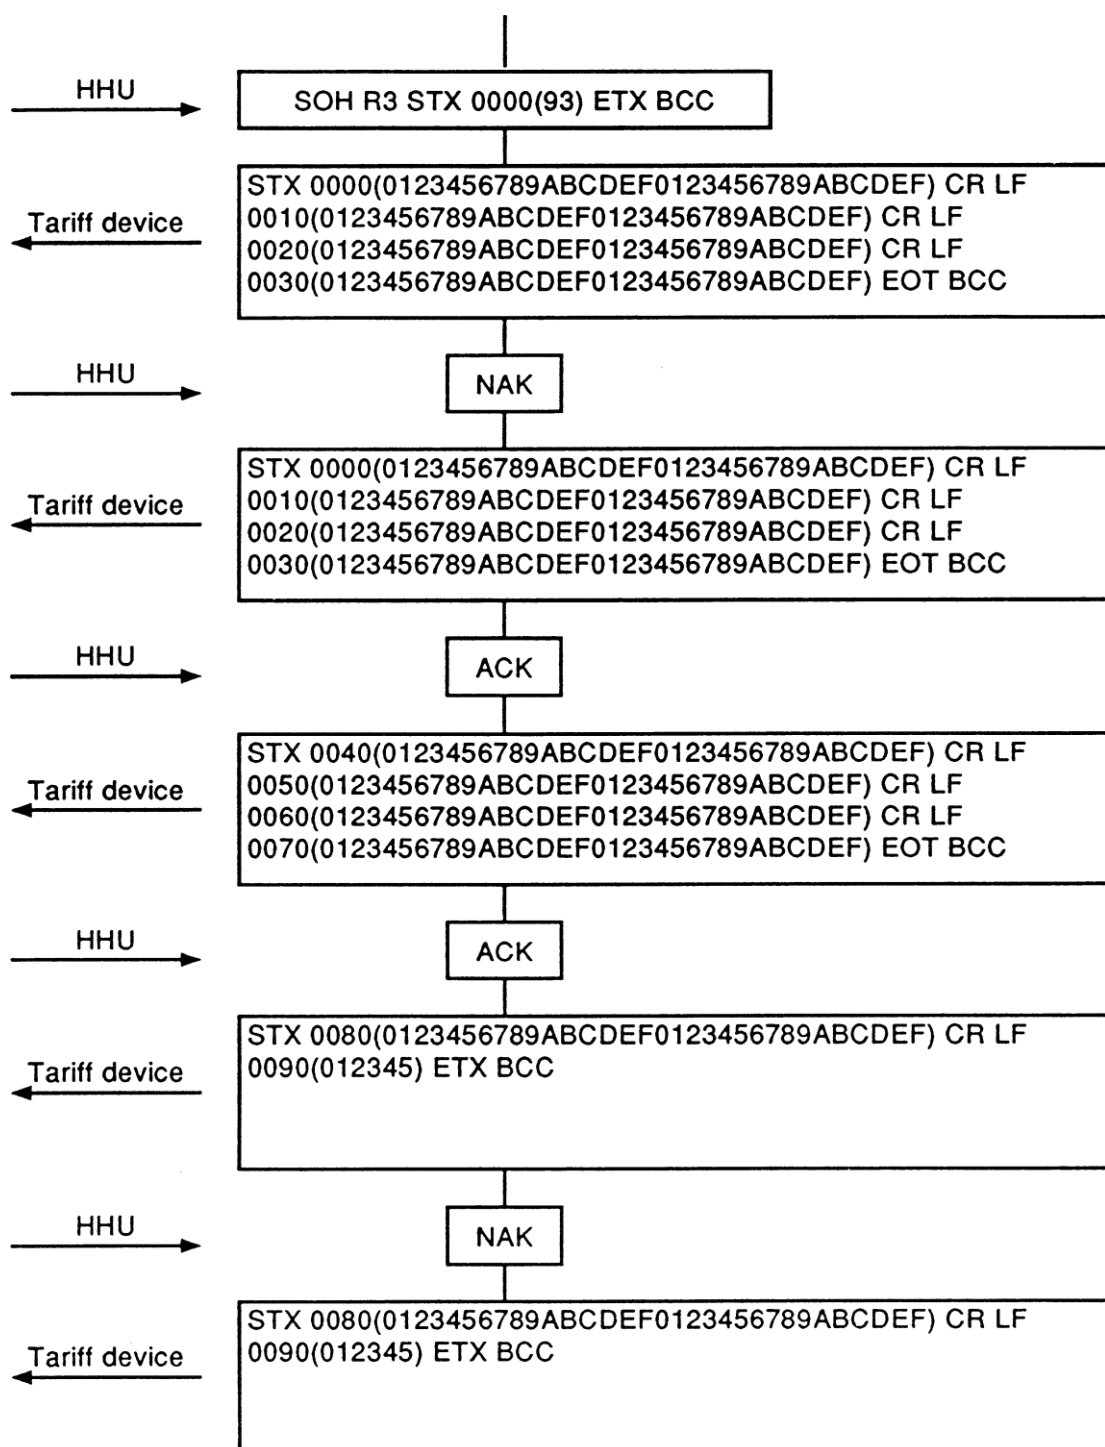 HHU
SOH R3 STX 0000(93) ETX BCC
Tariff device
STX 0000(0123456789ABCDEF0123456789ABCDEF) CR LF
0010(0123456789ABCDEF0123456789ABCDEF) CR LF
0020(0123456789ABCDEF0123456789ABCDEF) CR LF
0030(0123456789ABCDEF0123456789ABCDEF) EOT BCC
HHU
NAK
Tariff device
STX 0000(0123456789ABCDEF0123456789ABCDEF) CR LF
0010(0123456789ABCDEF0123456789ABCDEF) CR LF
0020(0123456789ABCDEF0123456789ABCDEF) CR LF
0030(0123456789ABCDEF0123456789ABCDEF) EOT BCC
HHU
ACK
Tariff device
STX 0040(0123456789ABCDEF0123456789ABCDEF) CR LF
0050(0123456789ABCDEF0123456789ABCDEF) CR LF
0060(0123456789ABCDEF0123456789ABCDEF) CR LF
0070(0123456789ABCDEF0123456789ABCDEF) EOT BCC
HHU
ACK
Tariff device
STX 0080(0123456789ABCDEF0123456789ABCDEF) CR LF
0090(012345) ETX BCC
HHU
NAK
Tariff device
STX 0080(0123456789ABCDEF0123456789ABCDEF) CR LF
0090(012345) ETX BCC